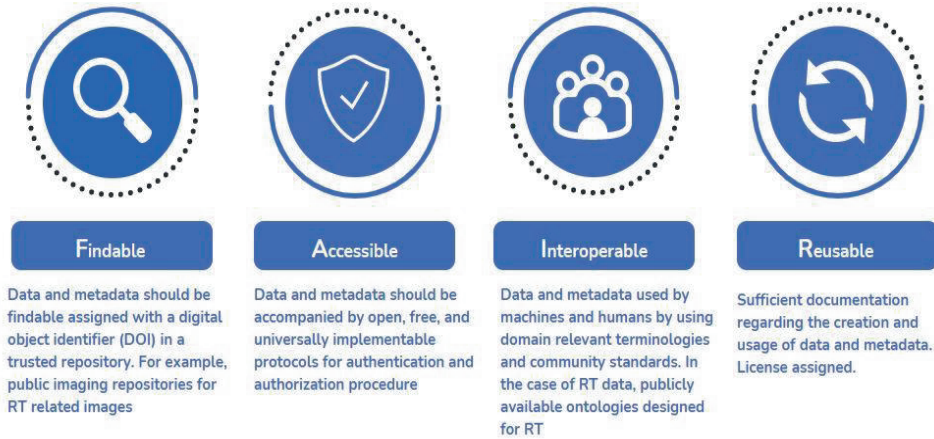 Findable
Data and metadata should be
findable assigned with a digital
object identifier (DOI) in a
trusted repository. For example,
public imaging repositories for
RT related images
Accessible
Data and metadata should be
accompanied by open, free, and
universally implementable
protocols for authentication and
authorization procedure
Interoperable
Data and metadata used by
machines and humans by using
domain relevant terminologies
and community standards. In
the case of RT data, publicly
available ontologies designed
for RT
Reusable
Sufficient documentation
regarding the creation and
usage of data and metadata.
License assigned.